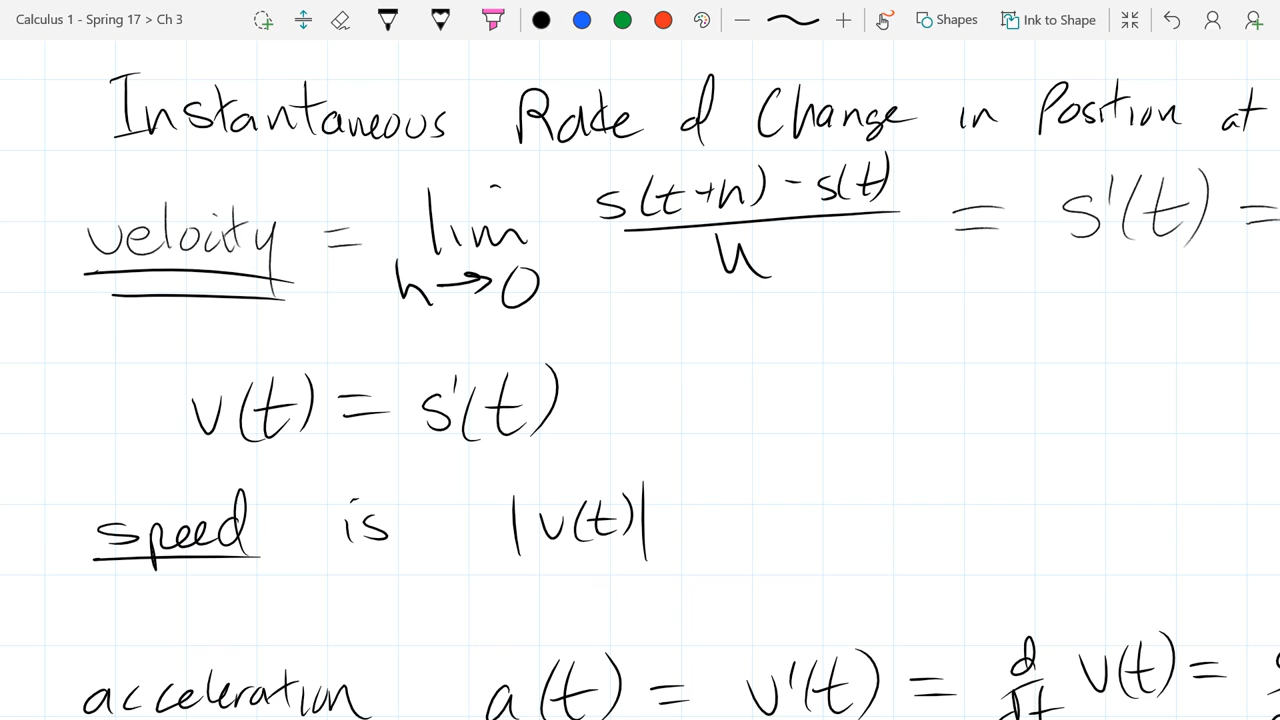 Calculus 1 - Spring 17 > Ch 3
Shapes
Ink to Shape
Instantaneous Rate of Change in Position at
velocity = lim h→0 (s(t+h) - s(t))/h = s'(t) =
v(t) = s'(t)
speed is |v(t)|
acceleration a(t) = v'(t) = d/dt v(t) =